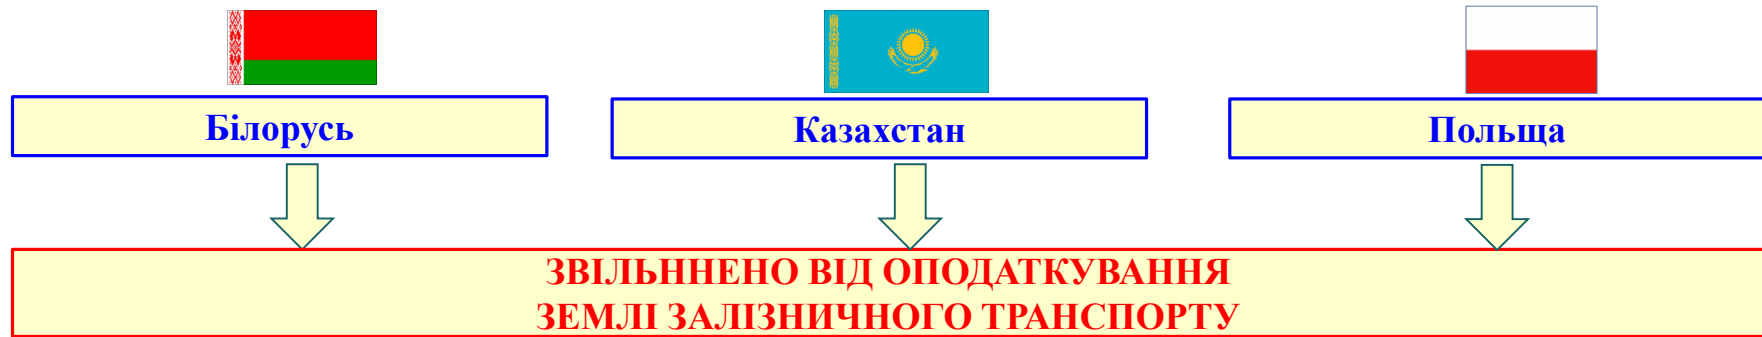 Білорусь
Казахстан
Польща
ЗВІЛЬННЕНО ВІД ОПОДАТКУВАННЯ
ЗЕМЛІ ЗАЛІЗНИЧНОГО ТРАНСПОРТУ